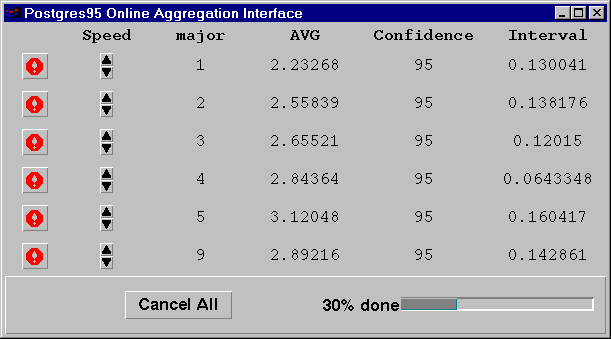 Postgres95 Online Aggregation Interface
Speed major AVG Confidence Interval
1 2.23268 95 0.130041
2 2.55839 95 0.138176
3 2.65521 95 0.12015
4 2.84364 95 0.0643348
5 3.12048 95 0.160417
9 2.89216 95 0.142861
Cancel All 30% done